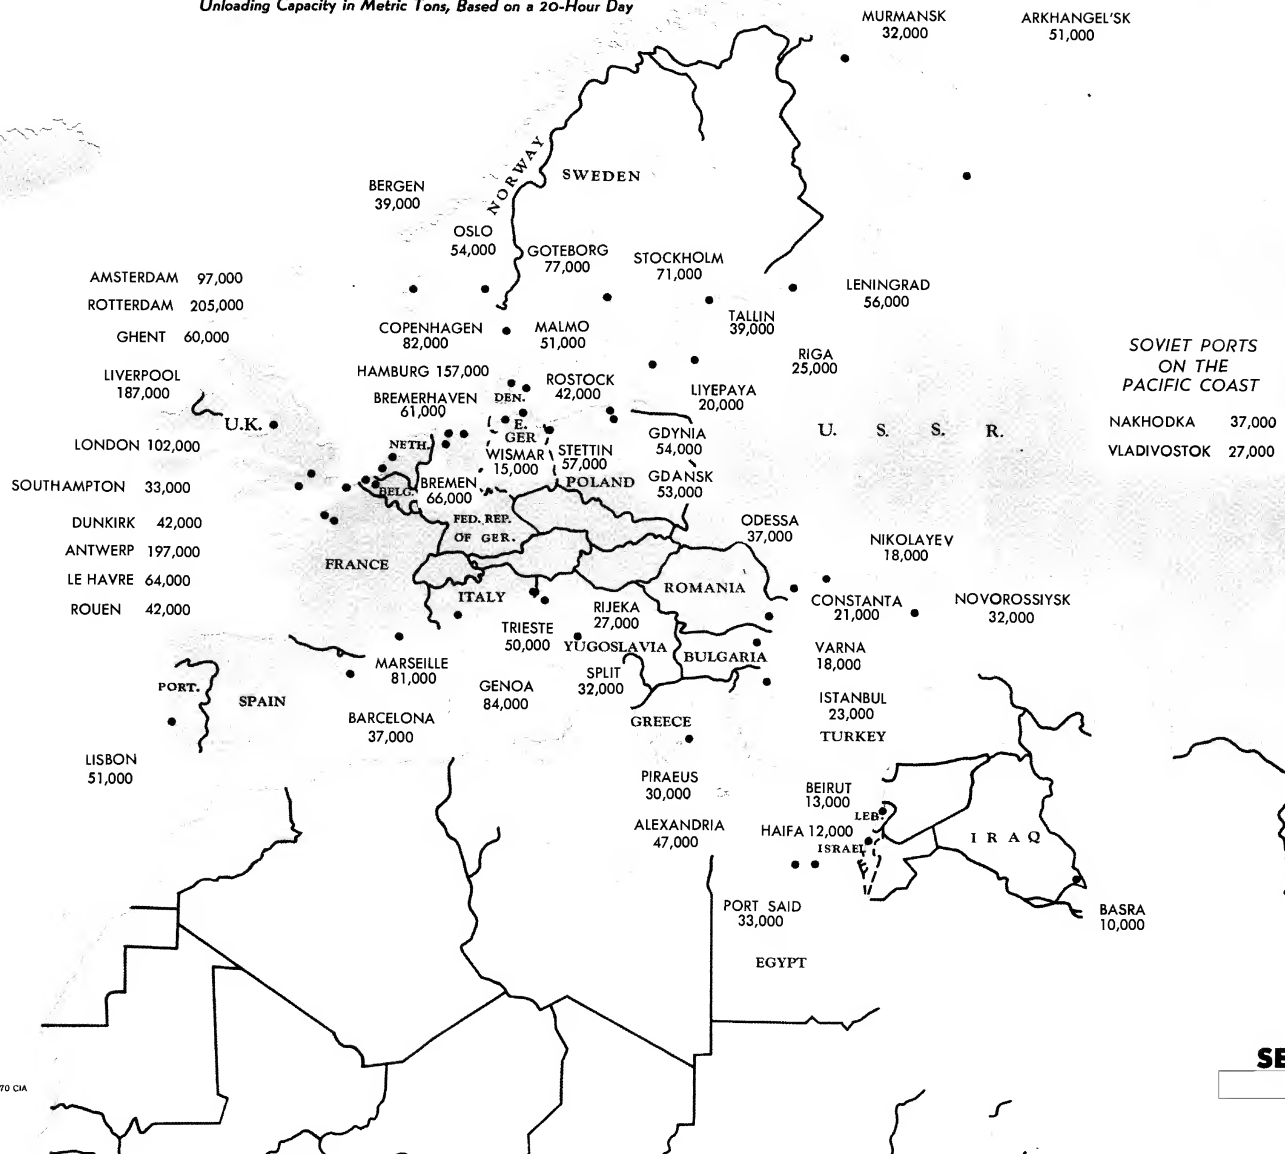 Unloading Capacity in Metric Tons, Based on a 20-Hour Day
MURMANSK
32,000
ARKHANGEL'SK
51,000
NORWAY
SWEDEN
BERGEN
39,000
OSLO
54,000
GOTEBORG
77,000
STOCKHOLM
71,000
AMSTERDAM 97,000
ROTTERDAM 205,000
GHENT 60,000
LENINGRAD
56,000
TALLIN
39,000
COPENHAGEN
82,000
MALMO
51,000
LIVERPOOL
187,000
HAMBURG 157,000
BREMERHAVEN
61,000
DEN.
ROSTOCK
42,000
RIGA
25,000
LIYEPAYA
20,000
SOVIET PORTS
ON THE
PACIFIC COAST
NAKHODKA 37,000
VLADIVOSTOK 27,000
U.K.
U. S. S. R.
LONDON 102,000
NETH.
E.
GER
WISMAR
15,000
STETTIN
57,000
GDYNIA
54,000
GDANSK
53,000
POLAND
SOUTHAMPTON 33,000
BELG.
BREMEN
66,000
DUNKIRK 42,000
FED. REP.
OF GER.
ODESSA
37,000
NIKOLAYEV
18,000
ANTWERP 197,000
FRANCE
LE HAVRE 64,000
ROUEN 42,000
ITALY
RIJEKA
27,000
ROMANIA
CONSTANTA
21,000
NOVOROSSIYSK
32,000
TRIESTE
50,000
YUGOSLAVIA
BULGARIA
VARNA
18,000
MARSEILLE
81,000
SPLIT
32,000
PORT.
SPAIN
GENOA
84,000
ISTANBUL
23,000
TURKEY
BARCELONA
37,000
GREECE
LISBON
51,000
PIRAEUS
30,000
BEIRUT
13,000
LEB.
ALEXANDRIA
47,000
HAIFA 12,000
ISRAEL
IRAQ
PORT SAID
33,000
BASRA
10,000
EGYPT
SE
70 CIA